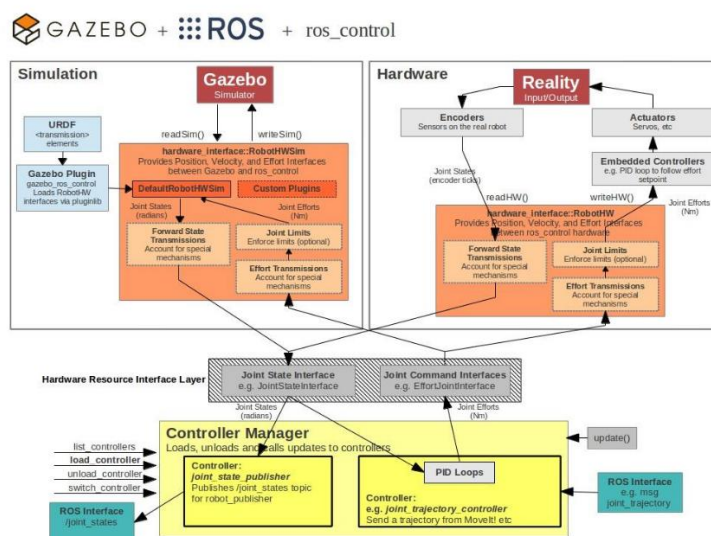 GAZEBO + ROS + ros_control
Simulation
Gazebo
Simulator
URDF
<transmission>
elements
readSim()
writeSim()
Gazebo Plugin
gazebo_ros_control
Loads RobotHW
interfaces via pluginlib
hardware_interface::RobotHWSim
Provides Position, Velocity, and Effort Interfaces
between Gazebo and ros_control
DefaultRobotHWSim
Custom Plugins
Joint States
(radians)
Joint Efforts
(Nm)
Forward State
Transmissions
Account for special
mechanisms
Joint Limits
Enforce limits (optional)
Effort Transmissions
Account for special
mechanisms
Hardware
Reality
Input/Output
Encoders
Sensors on the real robot
Actuators
Servos, etc
Embedded Controllers
e.g. PID loop to follow effort
setpoint
Joint States
(encoder ticks)
readHW()
writeHW()
Joint Efforts
(Nm)
hardware_interface::RobotHW
Provides Position, Velocity, and Effort Interfaces
between ros_control hardware
Forward State
Transmissions
Account for special
mechanisms
Joint Limits
Enforce limits (optional)
Effort Transmissions
Account for special
mechanisms
Hardware Resource Interface Layer
Joint State Interface
e.g. JointStateInterface
Joint Command Interfaces
e.g. EffortJointInterface
Joint States
(radians)
Joint Efforts
(Nm)
Controller Manager
Loads, unloads and calls updates to controllers
update()
list_controllers
load_controller
unload_controller
switch_controller
Controller:
joint_state_publisher
Publishes /joint_states topic
for robot_publisher
PID Loops
Controller:
e.g. joint_trajectory_controller
Send a trajectory from MoveIt! etc
ROS Interface
/joint_states
ROS Interface
e.g. msg
joint_trajectory